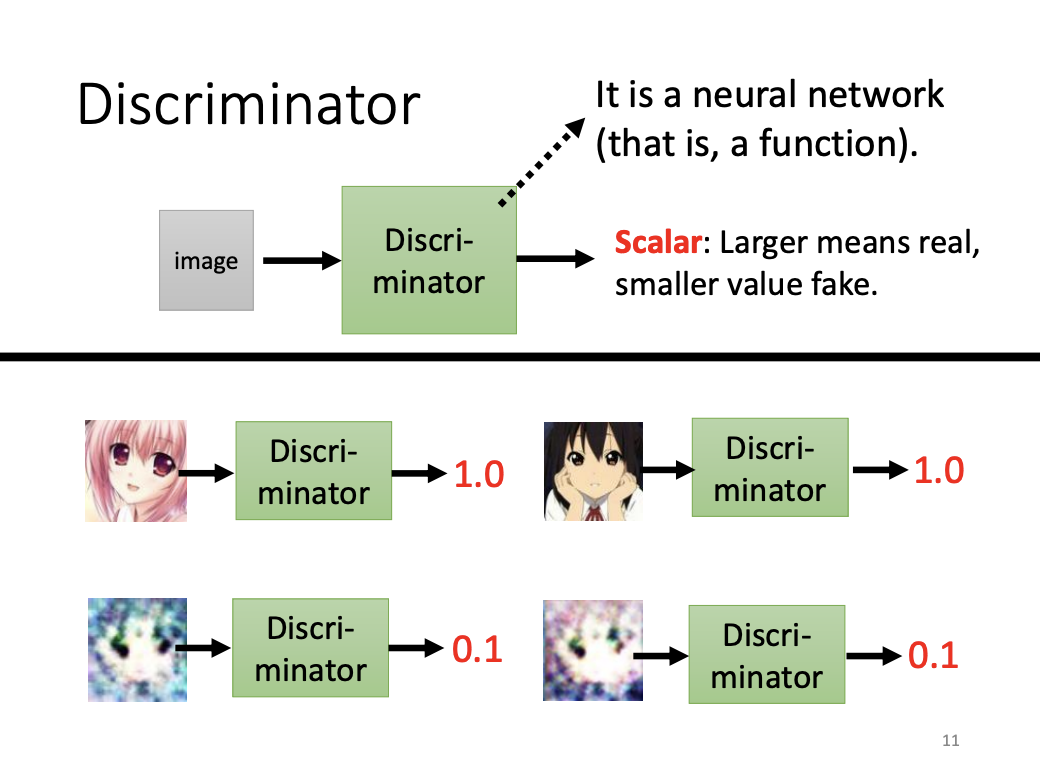 Discriminator
It is a neural network
(that is, a function).
image
Discri-
minator
Scalar: Larger means real,
smaller value fake.
Discri-
minator
1.0
Discri-
minator
1.0
Discri-
minator
0.1
Discri-
minator
0.1
11